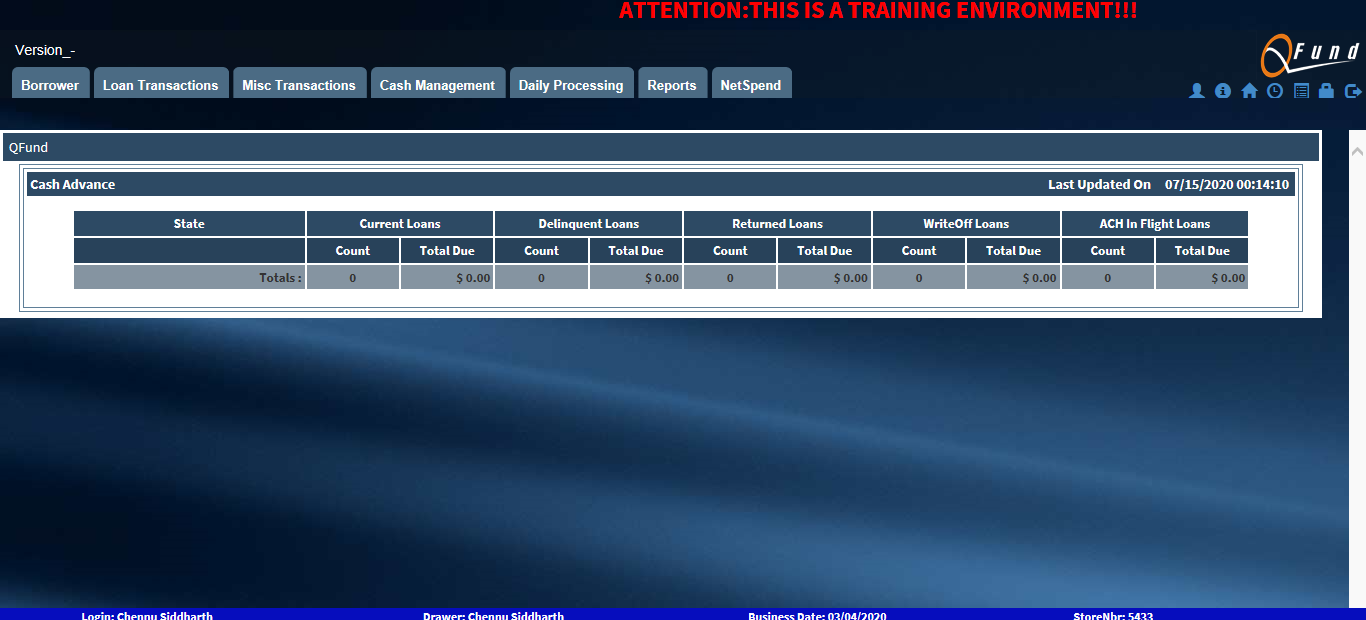 ATTENTION:THIS IS A TRAINING ENVIRONMENT!!!
Version_-
QFund
Borrower Loan Transactions Misc Transactions Cash Management Daily Processing Reports NetSpend
QFund
Cash Advance Last Updated On 07/15/2020 00:14:10
State Current Loans Delinquent Loans Returned Loans WriteOff Loans ACH In Flight Loans
Count Total Due Count Total Due Count Total Due Count Total Due Count Total Due
Totals : 0 $ 0.00 0 $ 0.00 0 $ 0.00 0 $ 0.00 0 $ 0.00
Login: Chennu Siddharth Drawer: Chennu Siddharth Business Date: 03/04/2020 StoreNbr: 5433